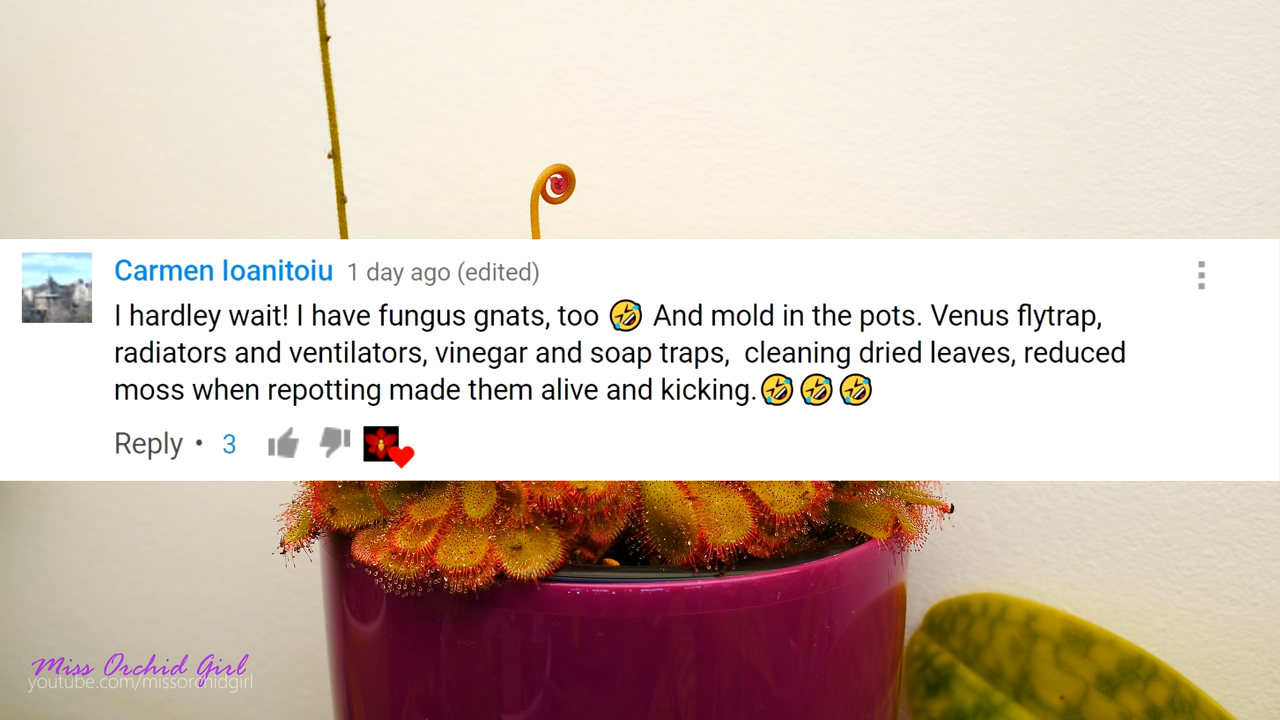 Carmen Ioanitoiu 1 day ago (edited)
I hardley wait! I have fungus gnats, too 🤣 And mold in the pots. Venus flytrap,
radiators and ventilators, vinegar and soap traps,  cleaning dried leaves, reduced
moss when repotting made them alive and kicking.🤣🤣🤣
Reply • 3
Miss Orchid Girl
youtube.com/missorchidgirl